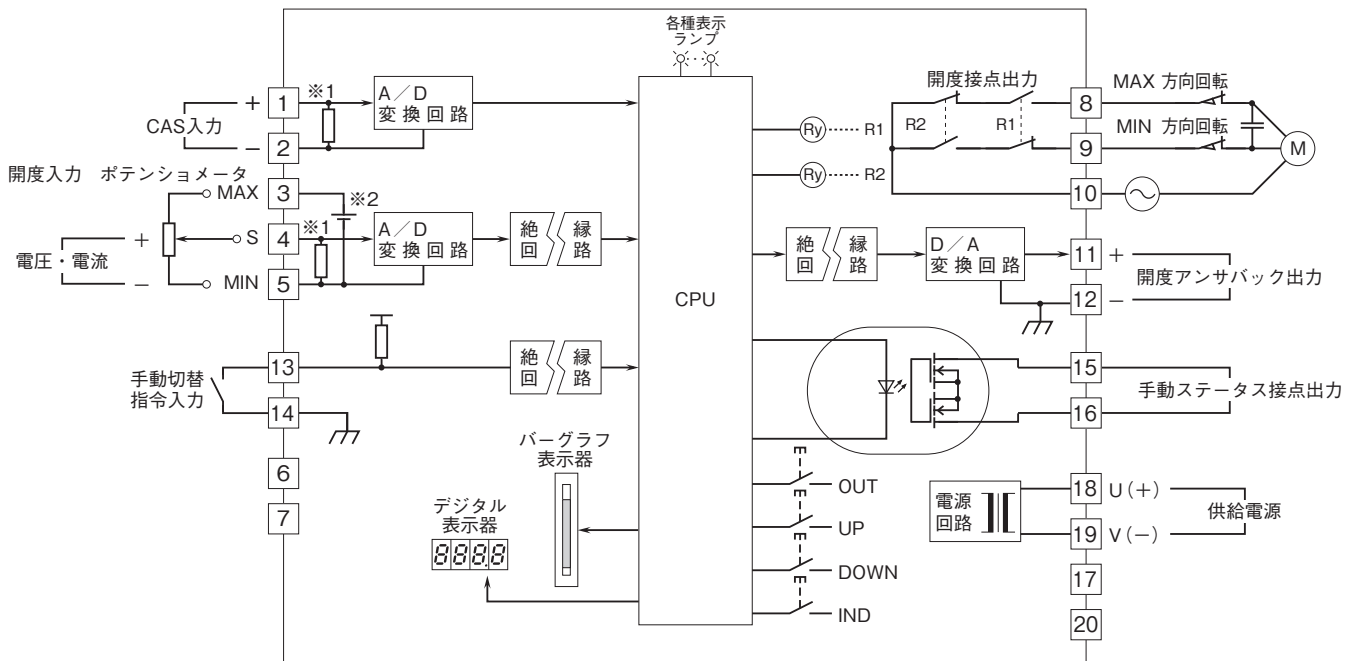 各種表示
ランプ
※1
A/D
変換回路
+ 1
CAS入力
− 2
開度入力 ポテンショメータ
MAX 3
※2
※1
+ S 4
電圧・電流
− MIN 5
A/D
変換回路
絶回 縁路
手動切替
指令入力
13
14
絶回 縁路
6
7
バーグラフ
表示器
デジタル
表示器
888.8
CPU
Ry R1
Ry R2
開度接点出力
R2
R1
8 MAX 方向回転
9 MIN 方向回転
10
M
絶回 縁路
D/A
変換回路
11 +
開度アンサバック出力
12 −
15
手動ステータス接点出力
16
OUT
UP
DOWN
IND
電源
回路
18 U(+)
供給電源
19 V(−)
17
20